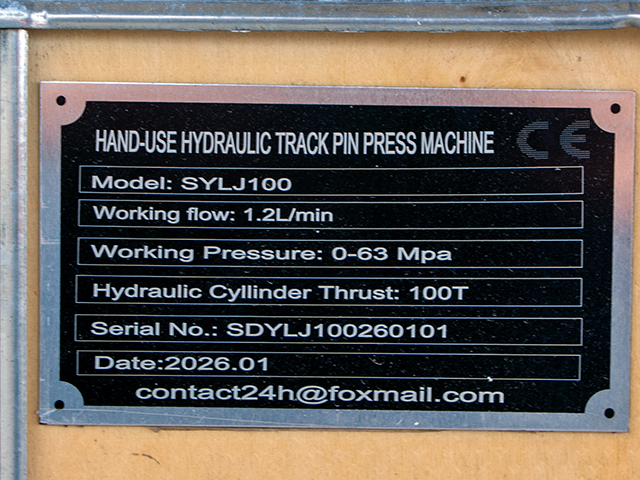 HAND-USE HYDRAULIC TRACK PIN PRESS MACHINE CE
Model: SYLJ100
Working flow: 1.2L/min
Working Pressure: 0-63 Mpa
Hydraulic Cyllinder Thrust: 100T
Serial No.: SDYLJ100260101
Date:2026.01
contact24h@foxmail.com